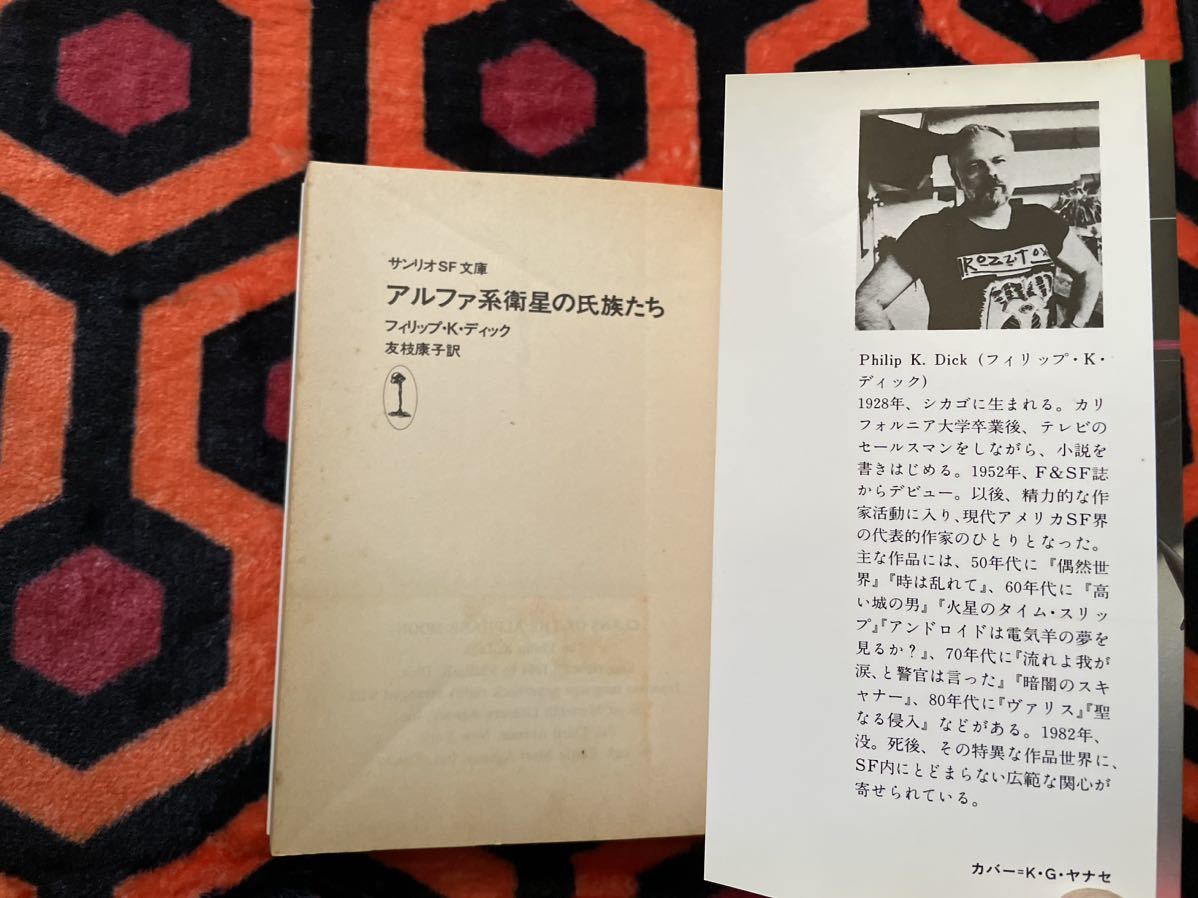 サンリオSF文庫
アルファ系衛星の氏族たち
フィリップ・K・ディック
友枝康子訳
ROZZTOX
Philip K. Dick (フィリップ・K・
ディック)
1928年、シカゴに生まれる。カリ
フォルニア大学卒業後、テレビの
セールスマンをしながら、小説を
書きはじめる。1952年、F&SF誌
からデビュー。以後、精力的な作
家活動に入り、現代アメリカSF界
の代表的作家のひとりとなった。
主な作品には、50年代に『偶然世
界』『時は乱れて』、60年代に『高
い城の男』『火星のタイム・スリッ
プ』『アンドロイドは電気羊の夢を
見るか?』、70年代に『流れよ我が
涙、と警官は言った』『暗闇のスキ
ャナー』、80年代に『ヴァリス』『聖
なる侵入』などがある。1982年、
没。死後、その特異な作品世界に、
SF内にとどまらない広範な関心が
寄せられている。
カバー=K・G・ヤナセ